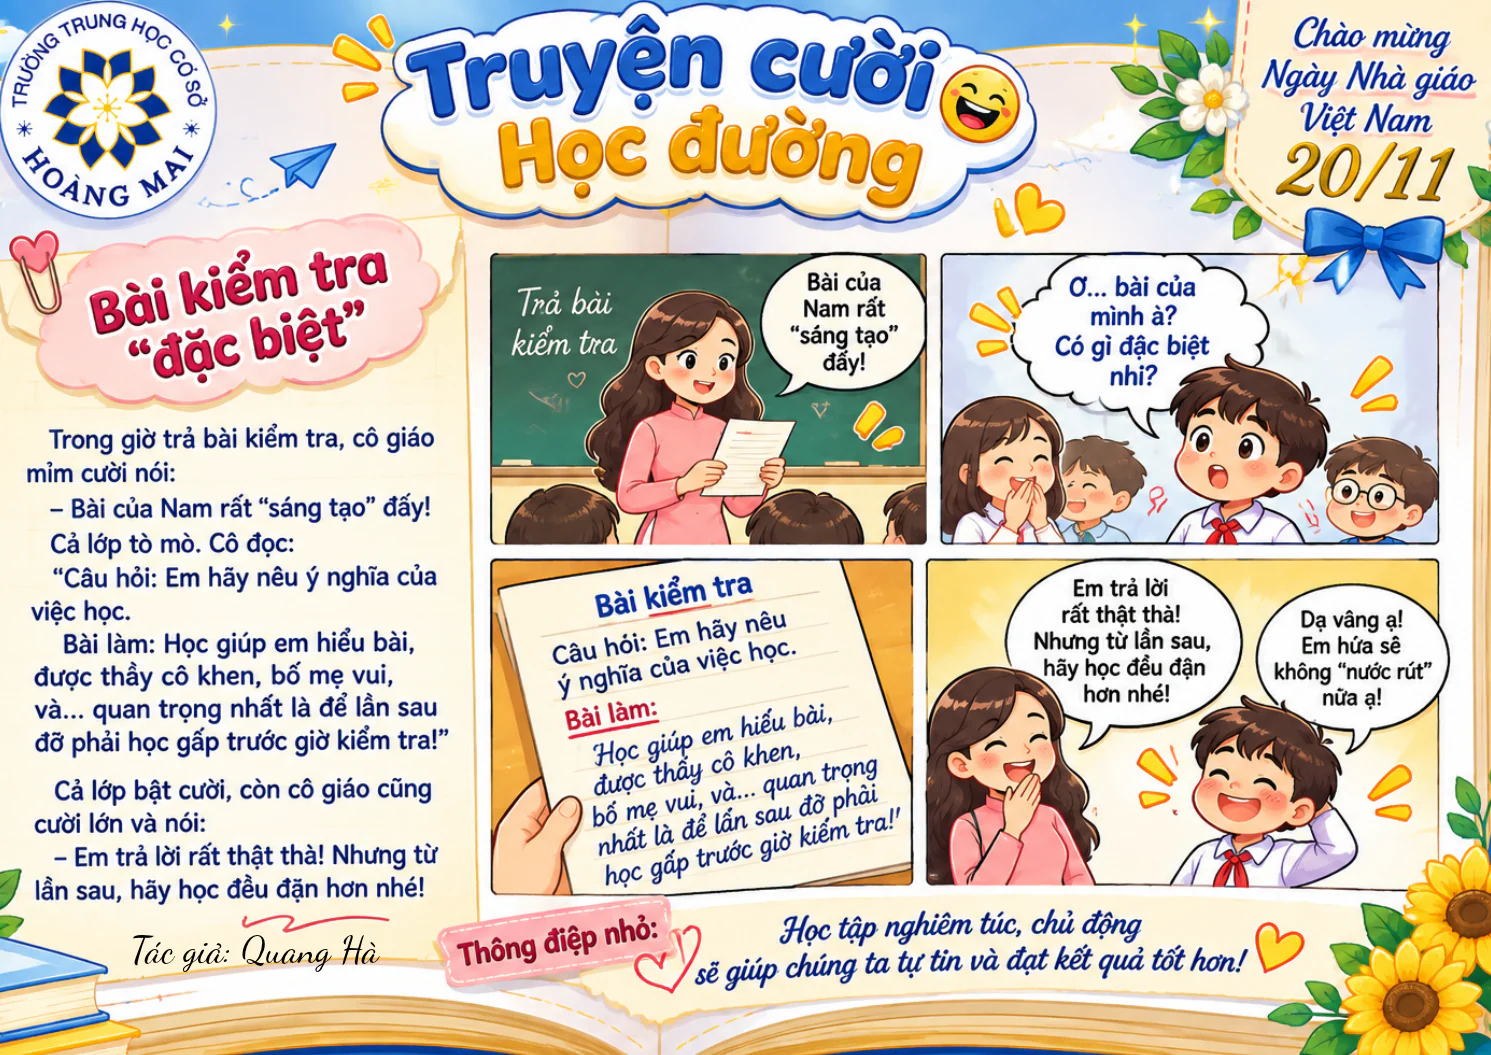 TRƯỜNG TRUNG HỌC CƠ SỞ
HOÀNG MAI
Truyện cười
Học đường
Chào mừng
Ngày Nhà giáo
Việt Nam
20/11
Bài kiểm tra
“đặc biệt”
Trong giờ trả bài kiểm tra, cô giáo
mỉm cười nói:
– Bài của Nam rất “sáng tạo” đấy!
Cả lớp tò mò. Cô đọc:
“Câu hỏi: Em hãy nêu ý nghĩa của
việc học.
Bài làm: Học giúp em hiểu bài,
được thầy cô khen, bố mẹ vui,
và... quan trọng nhất là để lần sau
đỡ phải học gấp trước giờ kiểm tra!”
Cả lớp bật cười, còn cô giáo cũng
cười lớn và nói:
– Em trả lời rất thật thà! Nhưng từ
lần sau, hãy học đều đặn hơn nhé!
Tác giả: Quang Hà
Trả bài
kiểm tra
Bài của
Nam rất
“sáng tạo”
đấy!
Ơ... bài của
mình à?
Có gì đặc biệt
nhi?
Bài kiểm tra
Câu hỏi: Em hãy nêu
ý nghĩa của việc học.
Bài làm:
Học giúp em hiểu bài,
được thầy cô khen,
bố mẹ vui, và... quan trọng
nhất là để lần sau đỡ phải
học gấp trước giờ kiểm tra!"
Em trả lời
rất thật thà!
Nhưng từ lần sau,
hãy học đều đặn
hơn nhé!
Dạ vâng ạ!
Em hứa sẽ
không “nước rút”
nữa ạ!
Thông điệp nhỏ:
Học tập nghiêm túc, chủ động
sẽ giúp chúng ta tự tin và đạt kết quả tốt hơn!